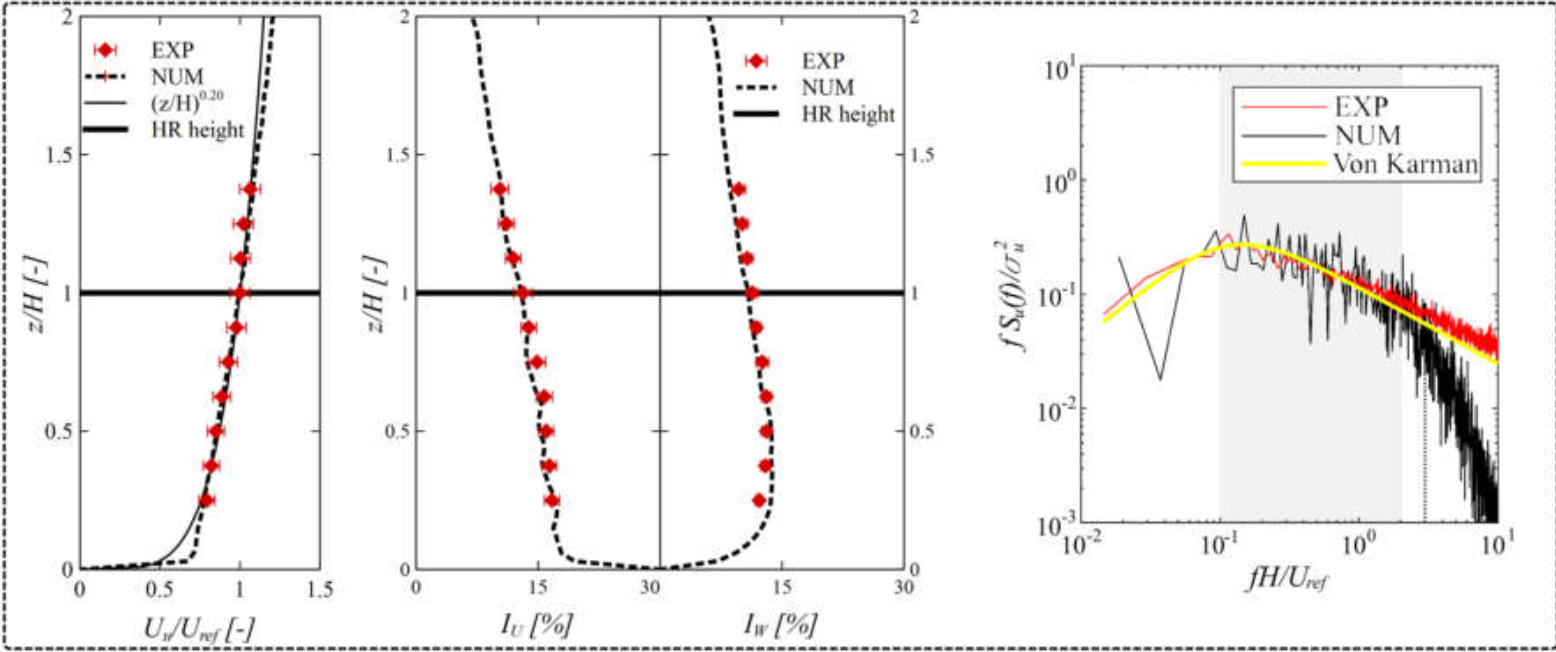 2
1.5
1
0.5
0
z/H [-]
EXP
NUM
(z/H)^0.20
HR height
0 0.5 1 1.5
U_u/U_ref [-]
2
1.5
1
0.5
0
z/H [-]
0 15 30
I_U [%]
EXP
NUM
HR height
2
1.5
1
0.5
0
15 30
I_W [%]
10^1
10^0
10^-1
10^-2
10^-3
f S_u(f)/σ_u^2
EXP
NUM
Von Karman
10^-2 10^-1 10^0 10^1
fH/U_ref